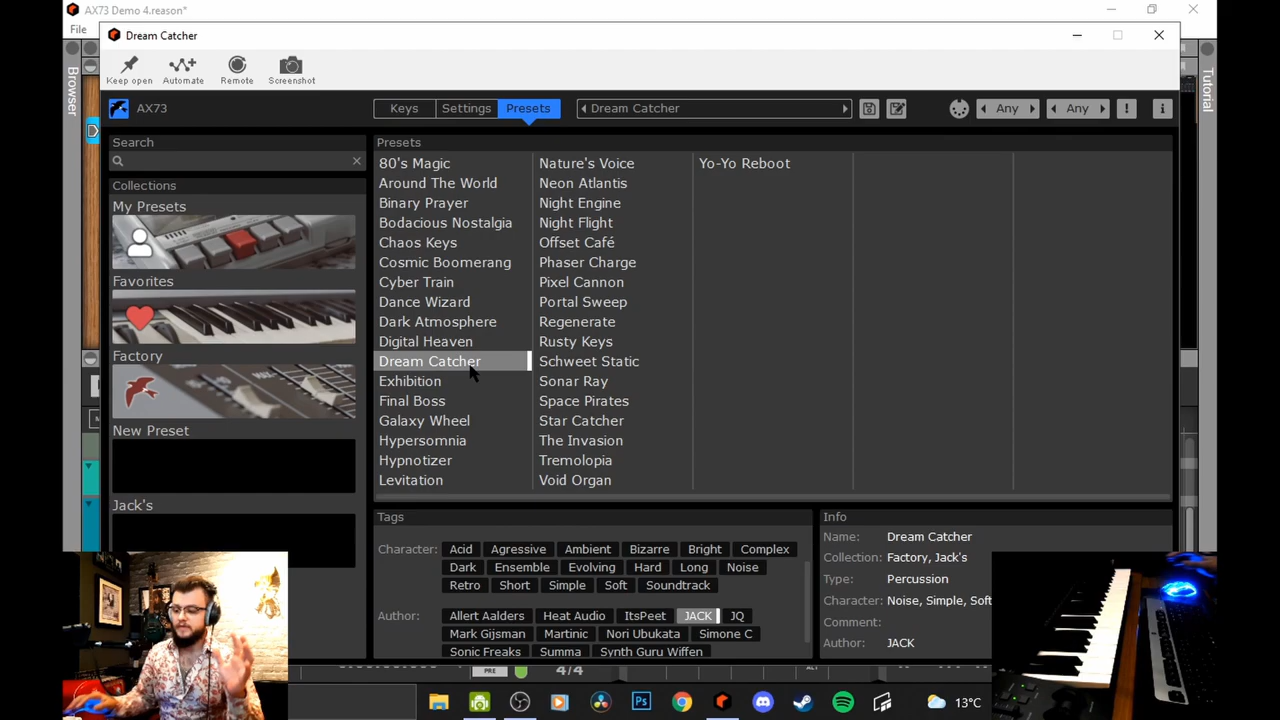 AX73 Demo 4.reason*
File
Dream Catcher
Keep open
Automate
Remote
Screenshot
AX73
Keys
Settings
Presets
Dream Catcher
Any
Any
!
i
Browser
Tutorial
Search
Collections
My Presets
Favorites
Factory
New Preset
Jack's
Presets
80's Magic
Around The World
Binary Prayer
Bodacious Nostalgia
Chaos Keys
Cosmic Boomerang
Cyber Train
Dance Wizard
Dark Atmosphere
Digital Heaven
Dream Catcher
Exhibition
Final Boss
Galaxy Wheel
Hypersomnia
Hypnotizer
Levitation
Nature's Voice
Neon Atlantis
Night Engine
Night Flight
Offset Café
Phaser Charge
Pixel Cannon
Portal Sweep
Regenerate
Rusty Keys
Schweet Static
Sonar Ray
Space Pirates
Star Catcher
The Invasion
Tremolopia
Void Organ
Yo-Yo Reboot
Tags
Character: Acid Agressive Ambient Bizarre Bright Complex
Dark Ensemble Evolving Hard Long Noise
Retro Short Simple Soft Soundtrack
Author: Allert Aalders Heat Audio ItsPeet JACK JQ
Mark Gijsman Martinic Nori Ubukata Simone C
Sonic Freaks Summa Synth Guru Wiffen
Info
Name: Dream Catcher
Collection: Factory, Jack's
Type: Percussion
Character: Noise, Simple, Soft
Comment:
Author: JACK
PRE
4/4
13°C